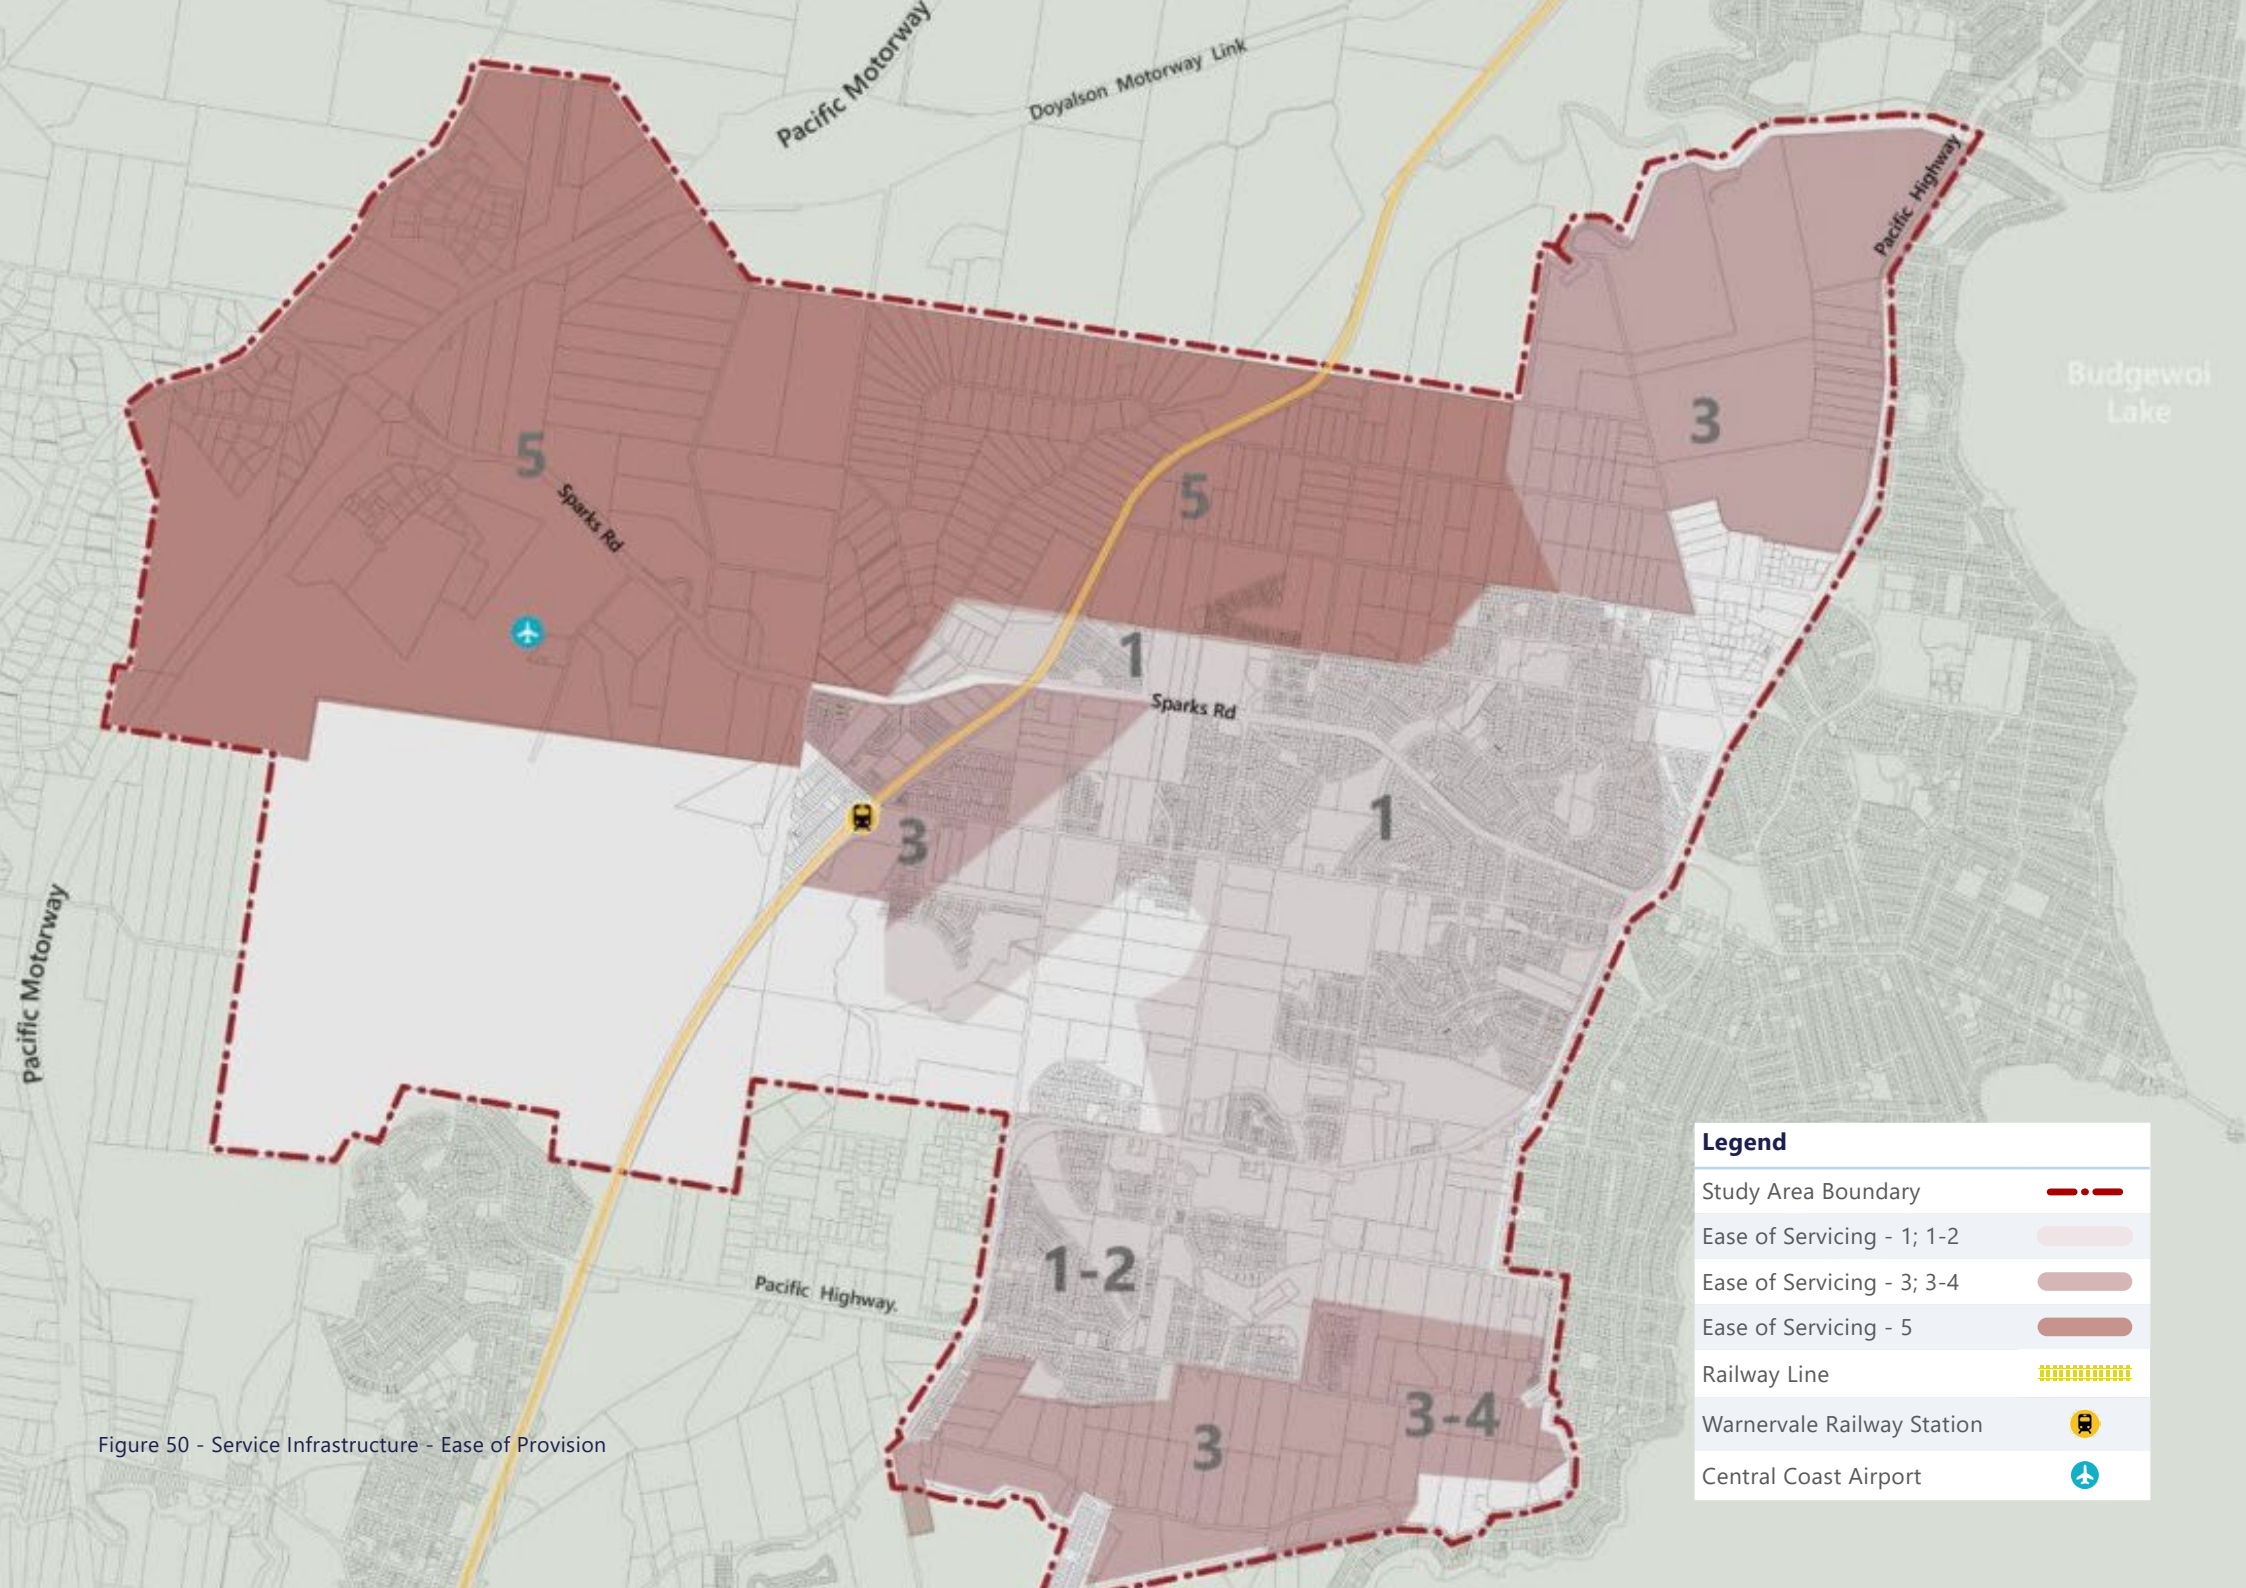 Pacific Motorway
Doyalson Motorway Link
Pacific Highway
Budgewoi
Lake
3
5
Sparks Rd
5
1
Sparks Rd
1
3
Pacific Motorway
1-2
Pacific Highway.
3-4
3
Figure 50 - Service Infrastructure - Ease of Provision
Legend
Study Area Boundary
Ease of Servicing - 1; 1-2
Ease of Servicing - 3; 3-4
Ease of Servicing - 5
Railway Line
Warnervale Railway Station
Central Coast Airport